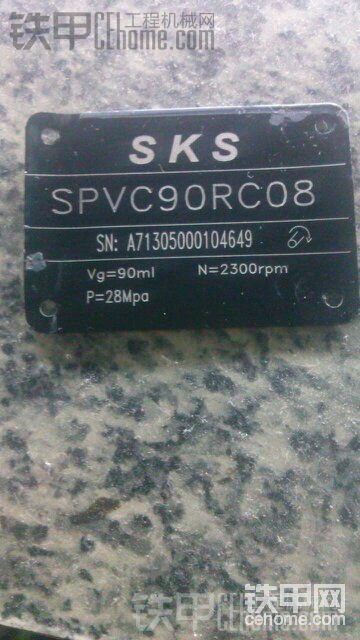 铁甲 工程机械网
CEhome.com
SKS
SPVC90RC08
SN: A71305000104649
Vg=90ml N=2300rpm
P=28Mpa
铁甲网
cehome.com